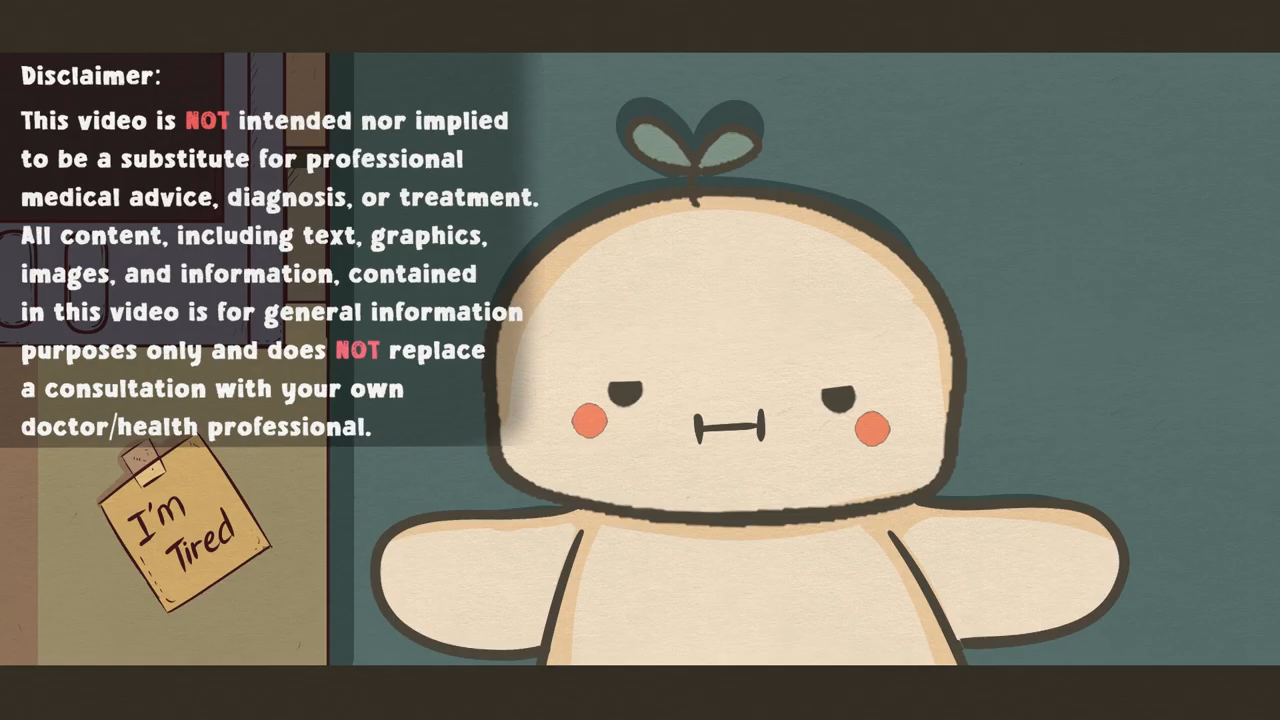 Disclaimer:
This video is NOT intended nor implied
to be a substitute for professional
medical advice, diagnosis, or treatment.
All content, including text, graphics,
images, and information, contained
in this video is for general information
purposes only and does NOT replace
a consultation with your own
doctor/health professional.
I'm
Tired